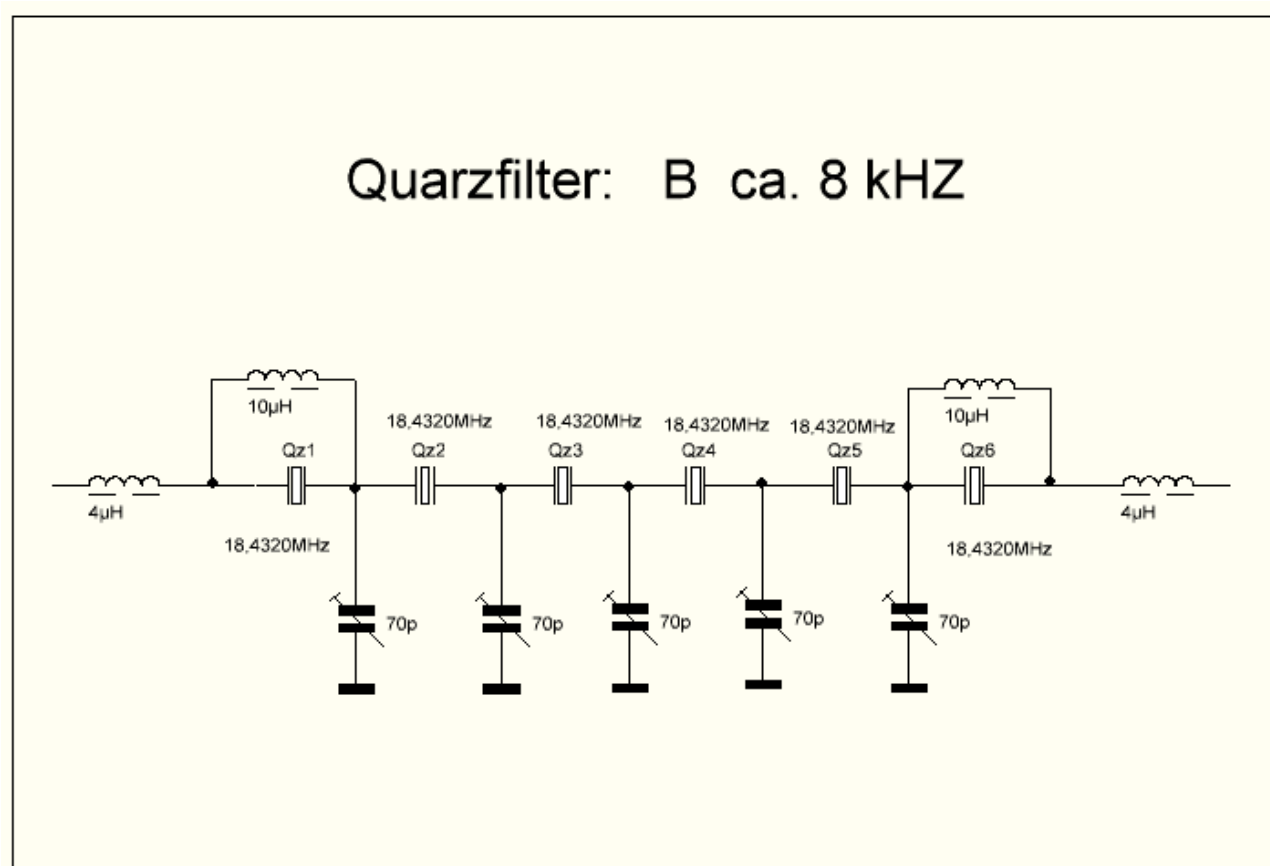 Quarzfilter: B ca. 8 kHZ
10µH
10µH
18,4320MHz
18,4320MHz
18,4320MHz
18,4320MHz
Qz1
Qz2
Qz3
Qz4
Qz5
Qz6
4µH
4µH
18,4320MHz
18,4320MHz
70p
70p
70p
70p
70p